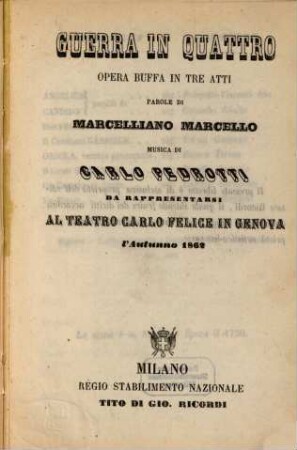 GUERRA IN QUATTRO
OPERA BUFFA IN TRE ATTI
PAROLE DI
MARCELLIANO MARCELLO
MUSICA DI
CARLO PEDROTTI
DA RAPPRESENTARSI
AL TEATRO CARLO FELICE IN GENOVA
l'Autunno 1862
MILANO
REGIO STABILIMENTO NAZIONALE
TITO DI GIO. RICORDI